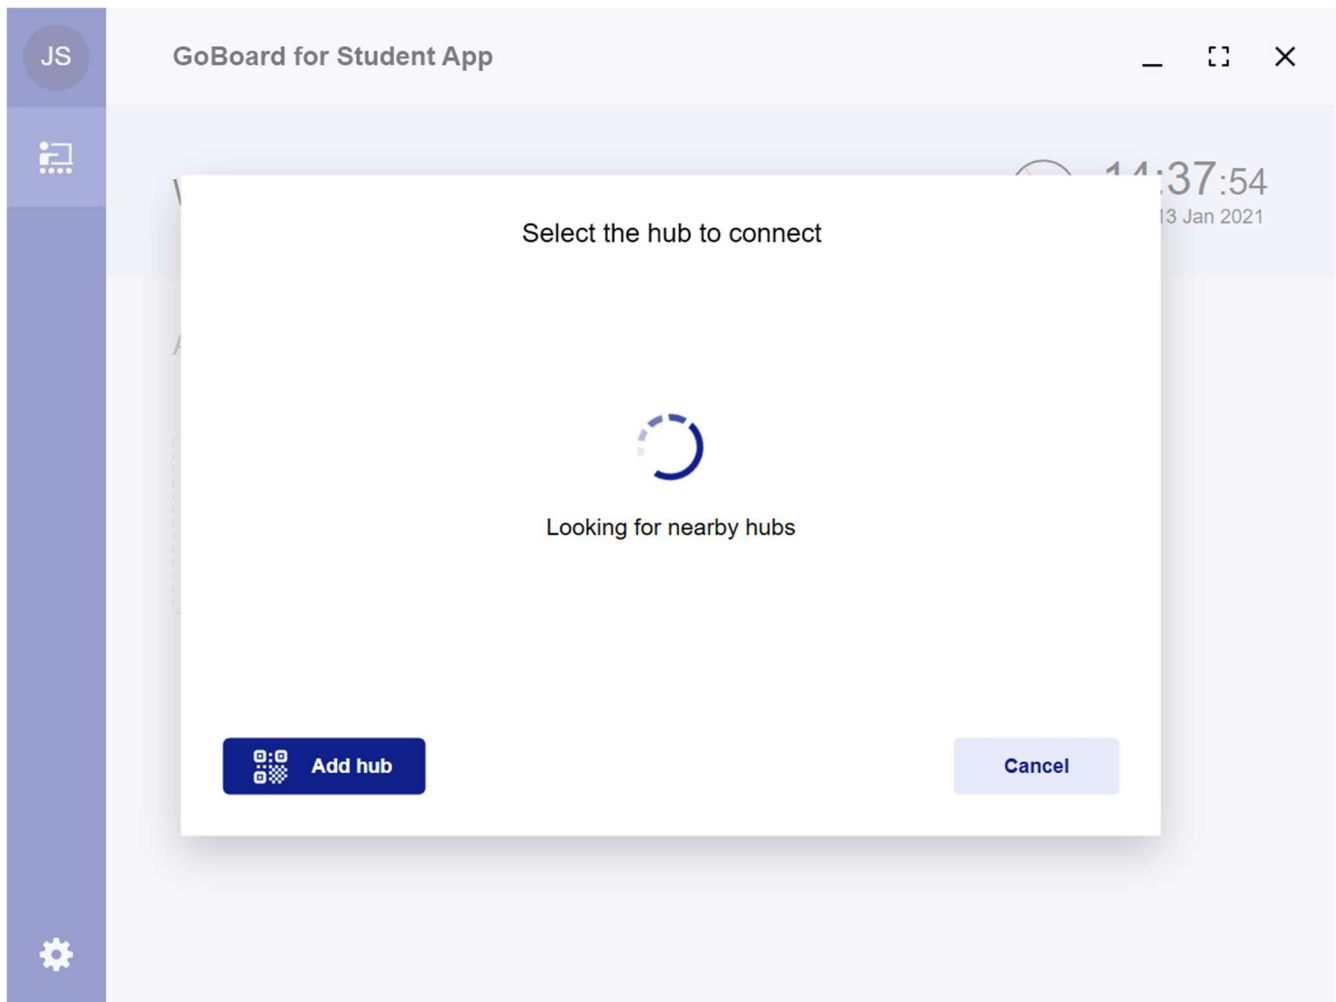 JS
GoBoard for Student App
:37:54
13 Jan 2021
Select the hub to connect
Looking for nearby hubs
Add hub
Cancel